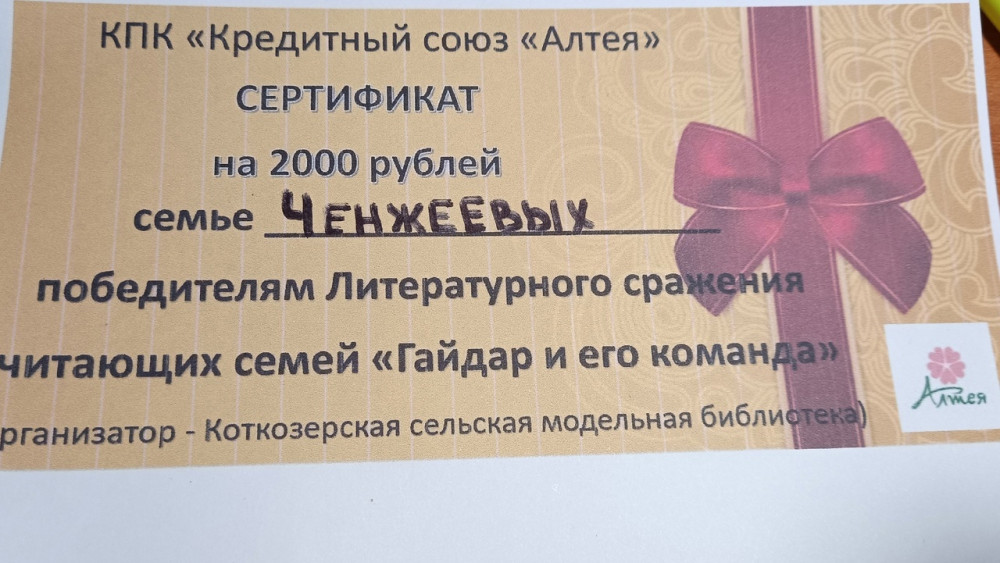 КПК «Кредитный союз «Алтея»
СЕРТИФИКАТ
на 2000 рублей
семье ЧЕНЖЕЕВЫХ
победителям Литературного сражения
читающих семей «Гайдар и его команда»
рганизатор - Коткозерская сельская модельная библиотека)
Алтея